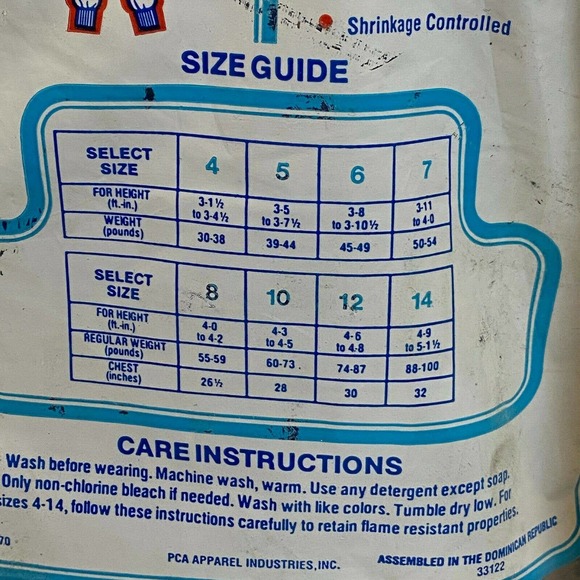 Shrinkage Controlled
SIZE GUIDE
SELECT SIZE 4 5 6 7
FOR HEIGHT (ft.-in.) 3-1½ to 3-4½ 3-5 to 3-7½ 3-8 to 3-10½ 3-11 to 4-0
WEIGHT (pounds) 30-38 39-44 45-49 50-54
SELECT SIZE 8 10 12 14
FOR HEIGHT (ft.-in.) 4-0 to 4-2 4-3 to 4-5 4-6 to 4-8 4-9 to 5-1½
REGULAR WEIGHT (pounds) 55-59 60-73 74-87 88-100
CHEST (inches) 26½ 28 30 32
CARE INSTRUCTIONS
Wash before wearing. Machine wash, warm. Use any detergent except soap.
Only non-chlorine bleach if needed. Wash with like colors. Tumble dry low. For
sizes 4-14, follow these instructions carefully to retain flame resistant properties.
70
PCA APPAREL INDUSTRIES, INC.
ASSEMBLED IN THE DOMINICAN REPUBLIC
33122